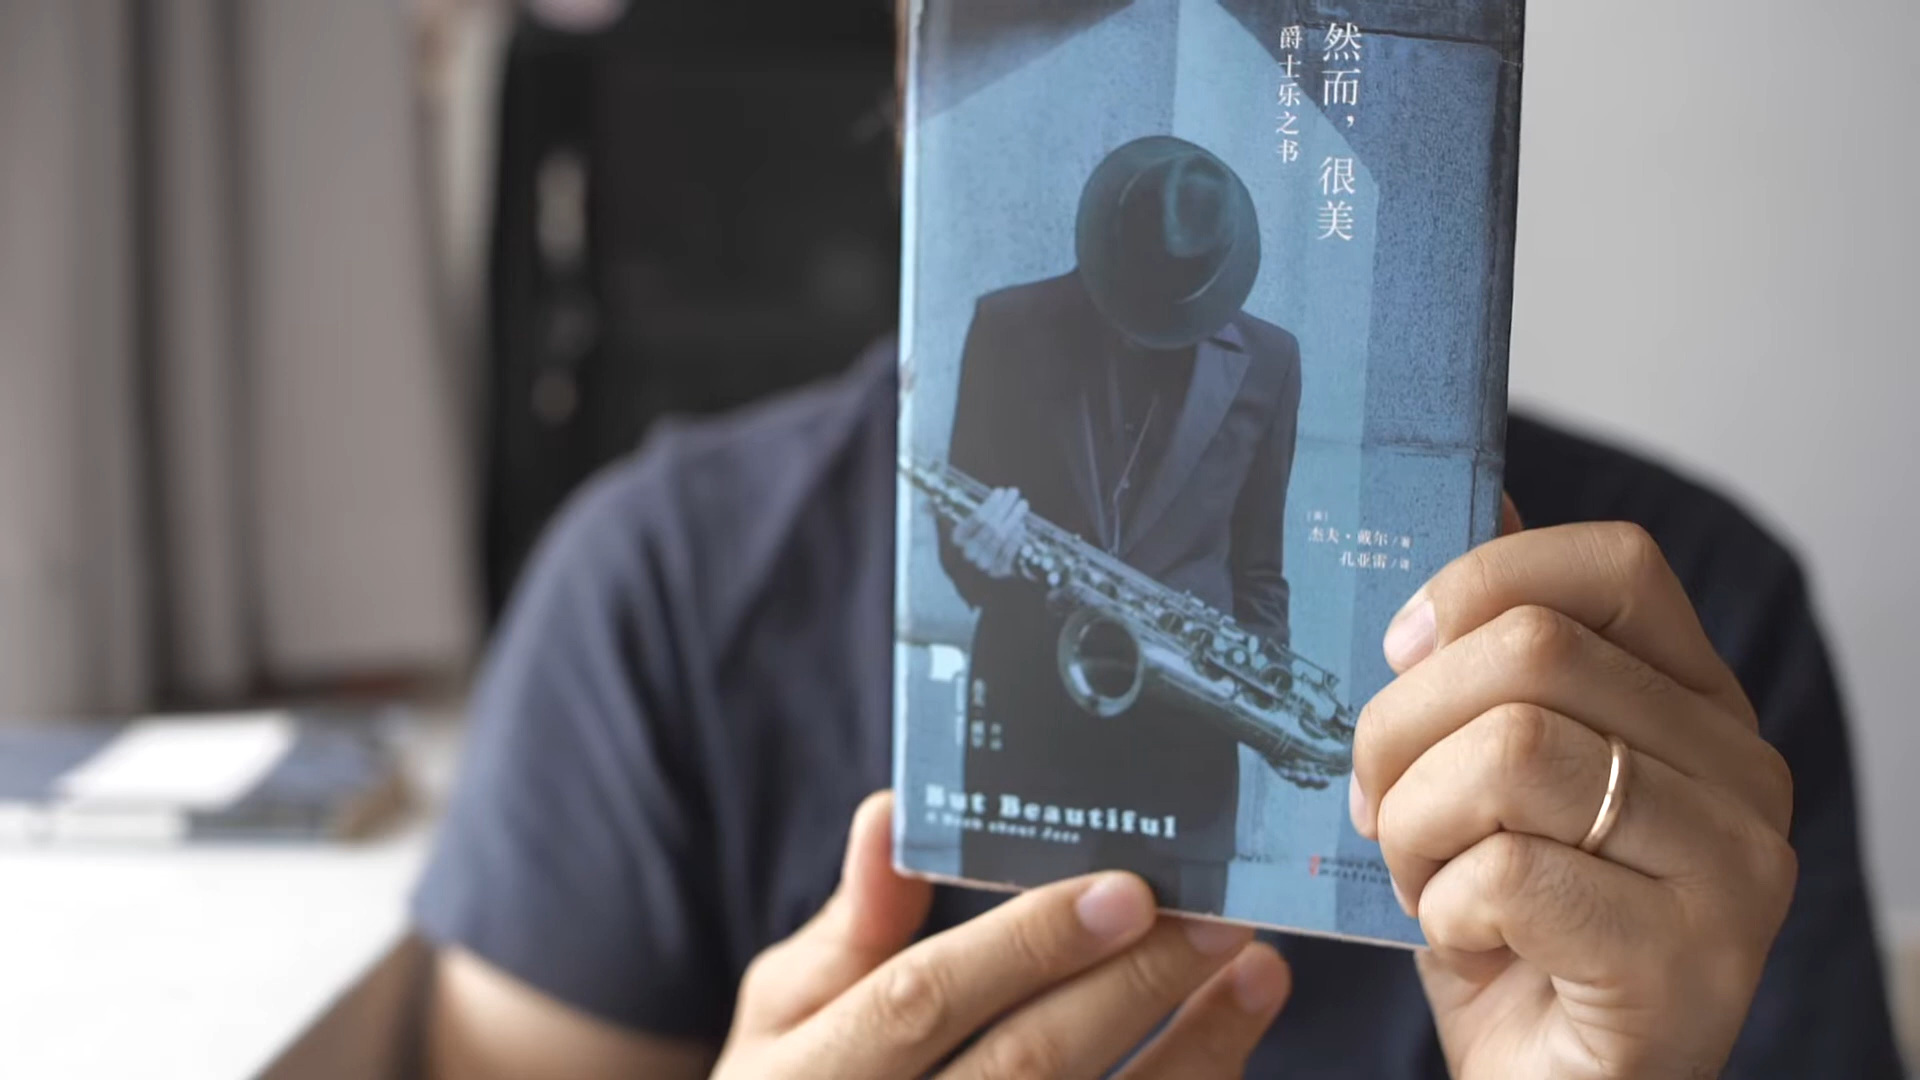 然而，很美
爵士乐之书
[英]
杰夫·戴尔/著
孔亚雷/译
But Beautiful
A Book about Jazz